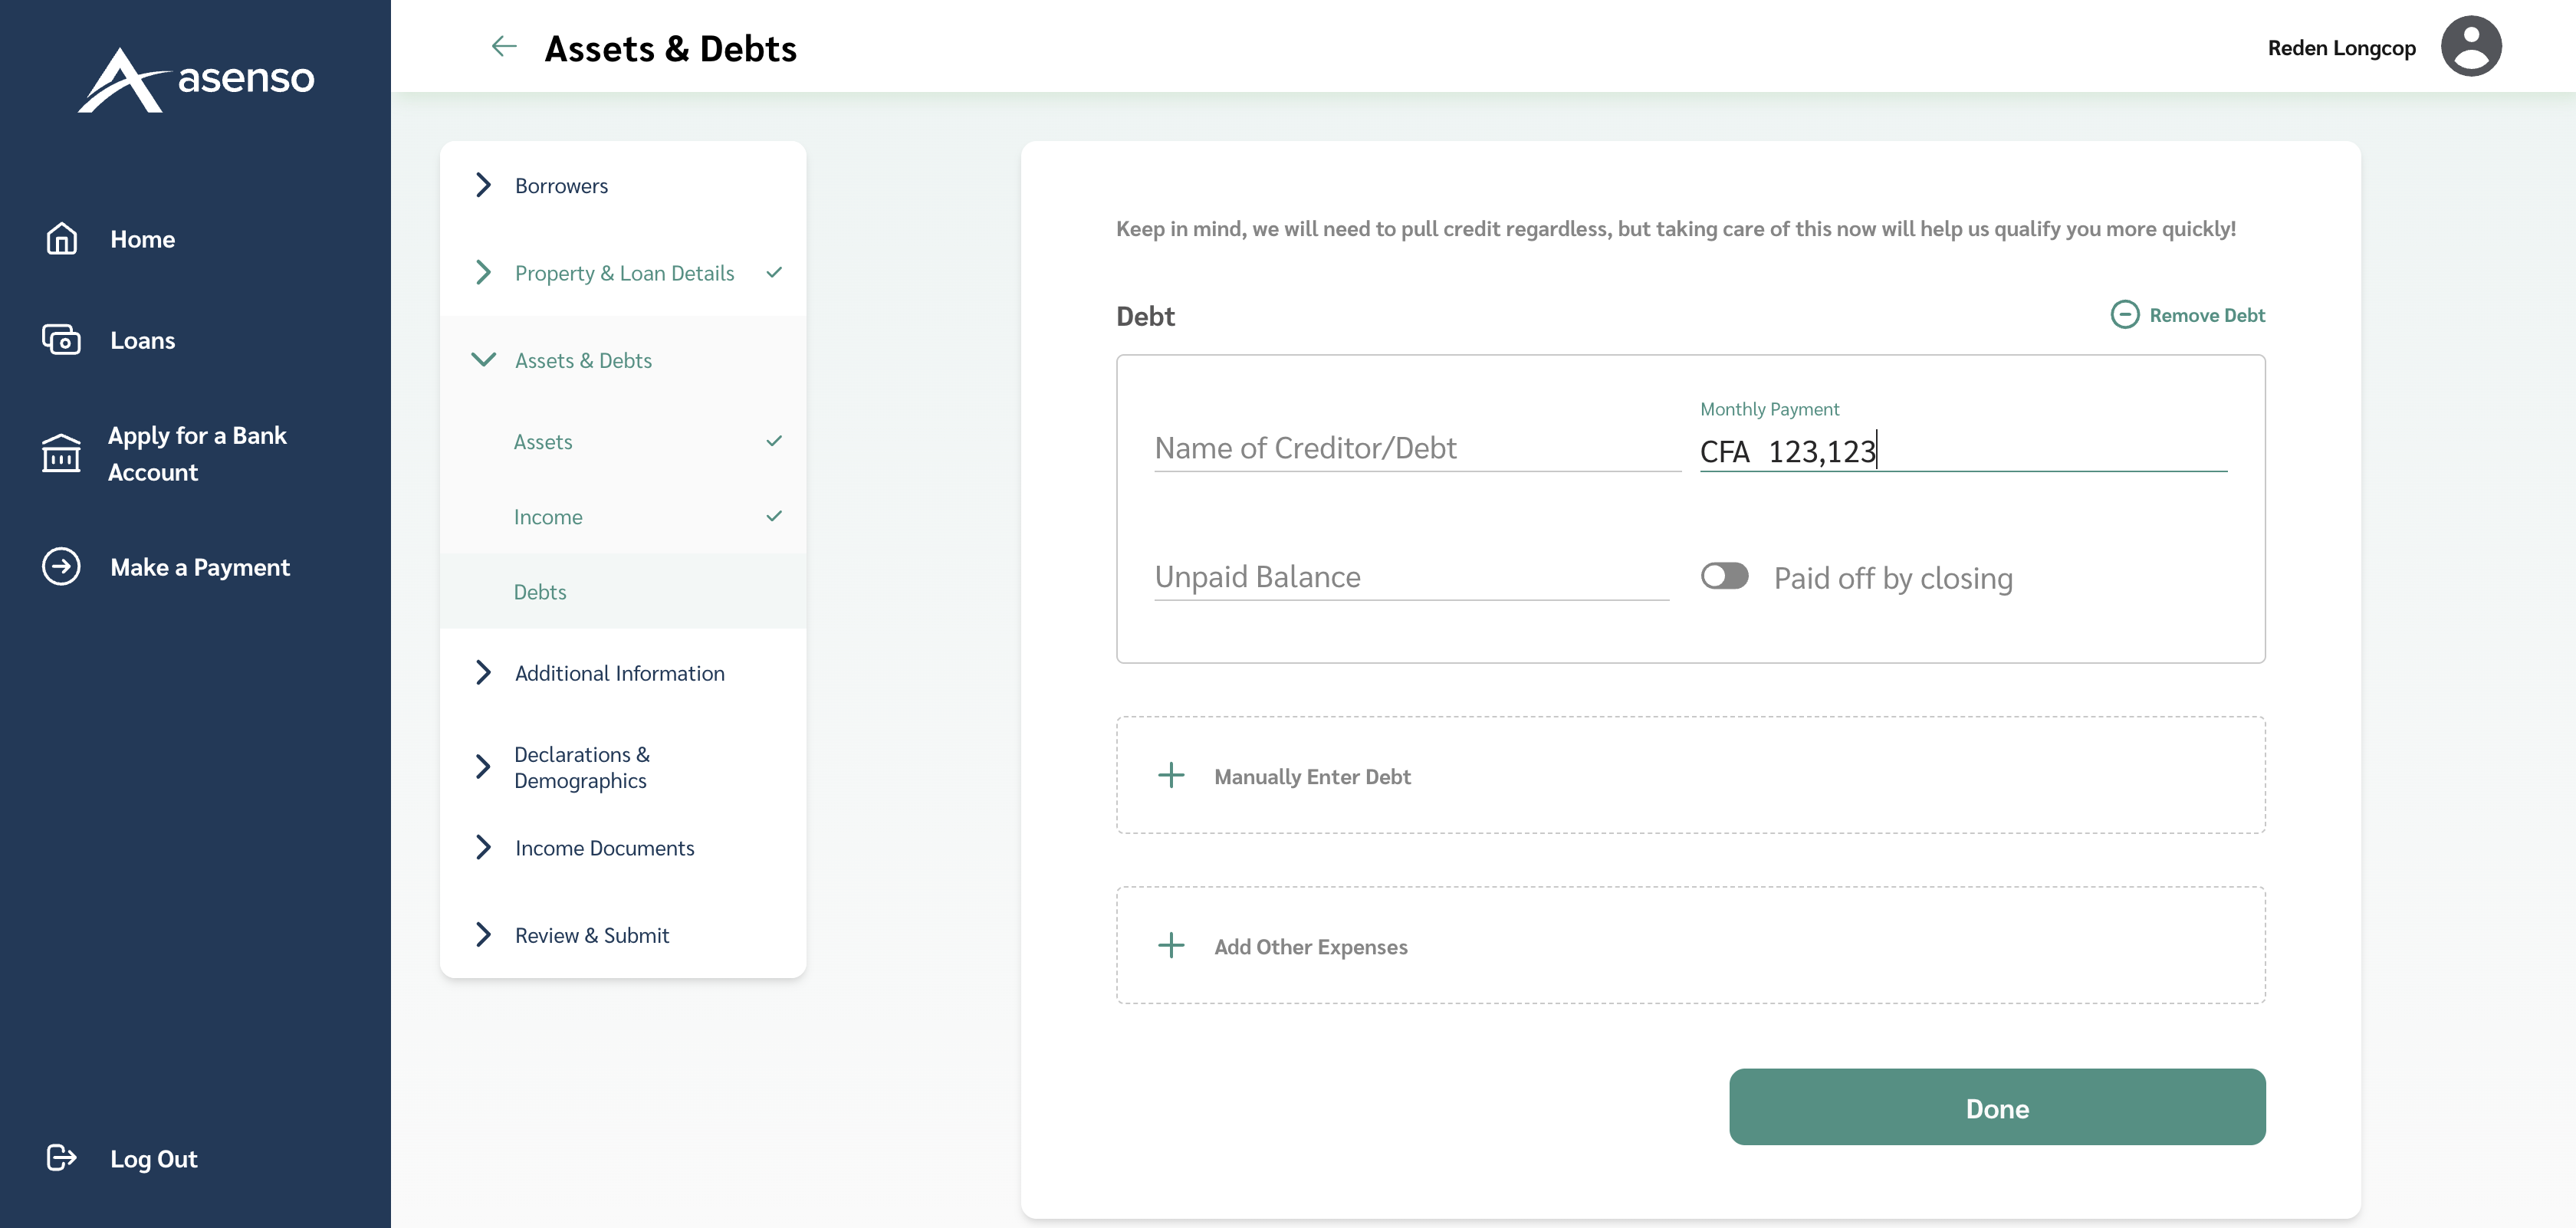 asenso
Home
Loans
Apply for a Bank
Account
Make a Payment
Log Out
Assets & Debts
Reden Longcop
Borrowers
Property & Loan Details
Assets & Debts
Assets
Income
Debts
Additional Information
Declarations &
Demographics
Income Documents
Review & Submit
Keep in mind, we will need to pull credit regardless, but taking care of this now will help us qualify you more quickly!
Debt
Remove Debt
Name of Creditor/Debt
Monthly Payment
CFA 123,123
Unpaid Balance
Paid off by closing
Manually Enter Debt
Add Other Expenses
Done